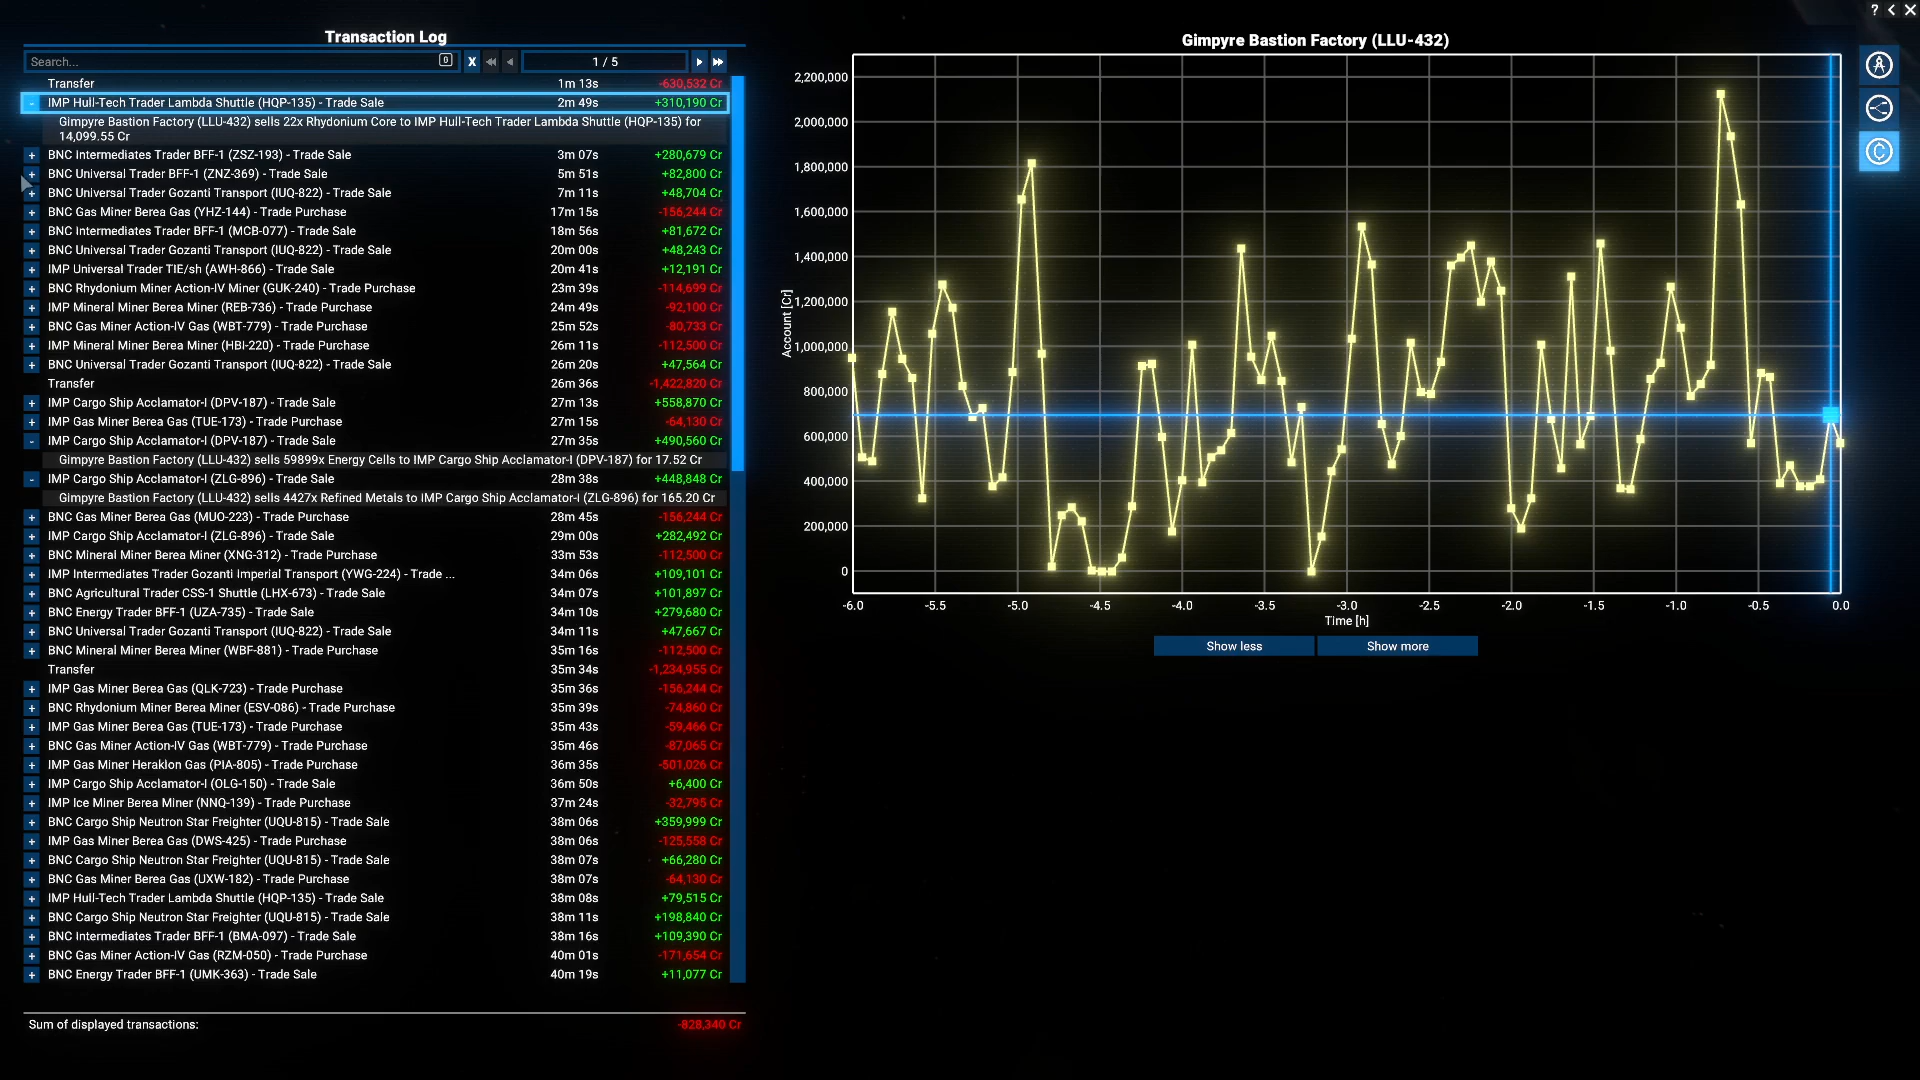 ? < X
Transaction Log
Search... 0 X 1 / 5
Transfer 1m 13s -630,532 Cr
- IMP Hull-Tech Trader Lambda Shuttle (HQP-135) - Trade Sale 2m 49s +310,190 Cr
Gimpyre Bastion Factory (LLU-432) sells 22x Rhydonium Core to IMP Hull-Tech Trader Lambda Shuttle (HQP-135) for
14,099.55 Cr
+ BNC Intermediates Trader BFF-1 (ZSZ-193) - Trade Sale 3m 07s +280,679 Cr
+ BNC Universal Trader BFF-1 (ZNZ-369) - Trade Sale 5m 51s +82,800 Cr
+ BNC Universal Trader Gozanti Transport (IUQ-822) - Trade Sale 7m 11s +48,704 Cr
+ BNC Gas Miner Berea Gas (YHZ-144) - Trade Purchase 17m 15s -156,244 Cr
+ BNC Intermediates Trader BFF-1 (MCB-077) - Trade Sale 18m 56s +81,672 Cr
+ BNC Universal Trader Gozanti Transport (IUQ-822) - Trade Sale 20m 00s +48,243 Cr
+ IMP Universal Trader TIE/sh (AWH-866) - Trade Sale 20m 41s +12,191 Cr
+ BNC Rhydonium Miner Action-IV Miner (GUK-240) - Trade Purchase 23m 39s -114,699 Cr
+ IMP Mineral Miner Berea Miner (REB-736) - Trade Purchase 24m 49s -92,100 Cr
+ BNC Gas Miner Action-IV Gas (WBT-779) - Trade Purchase 25m 52s -80,733 Cr
+ IMP Mineral Miner Berea Miner (HBI-220) - Trade Purchase 26m 11s -112,500 Cr
+ BNC Universal Trader Gozanti Transport (IUQ-822) - Trade Sale 26m 20s +47,564 Cr
Transfer 26m 36s -1,422,820 Cr
+ IMP Cargo Ship Acclamator-I (DPV-187) - Trade Sale 27m 13s +558,870 Cr
+ IMP Gas Miner Berea Gas (TUE-173) - Trade Purchase 27m 15s -64,130 Cr
- IMP Cargo Ship Acclamator-I (DPV-187) - Trade Sale 27m 35s +490,560 Cr
Gimpyre Bastion Factory (LLU-432) sells 59899x Energy Cells to IMP Cargo Ship Acclamator-I (DPV-187) for 17.52 Cr
- IMP Cargo Ship Acclamator-I (ZLG-896) - Trade Sale 28m 38s +448,848 Cr
Gimpyre Bastion Factory (LLU-432) sells 4427x Refined Metals to IMP Cargo Ship Acclamator-I (ZLG-896) for 165.20 Cr
+ BNC Gas Miner Berea Gas (MUO-223) - Trade Purchase 28m 45s -156,244 Cr
+ IMP Cargo Ship Acclamator-I (ZLG-896) - Trade Sale 29m 00s +282,492 Cr
+ BNC Mineral Miner Berea Miner (XNG-312) - Trade Purchase 33m 53s -112,500 Cr
+ IMP Intermediates Trader Gozanti Imperial Transport (YWG-224) - Trade ... 34m 06s +109,101 Cr
+ BNC Agricultural Trader CSS-1 Shuttle (LHX-673) - Trade Sale 34m 07s +101,897 Cr
+ BNC Energy Trader BFF-1 (UZA-735) - Trade Sale 34m 10s +279,680 Cr
+ BNC Universal Trader Gozanti Transport (IUQ-822) - Trade Sale 34m 11s +47,667 Cr
+ BNC Mineral Miner Berea Miner (WBF-881) - Trade Purchase 35m 16s -112,500 Cr
Transfer 35m 34s -1,234,955 Cr
+ IMP Gas Miner Berea Gas (QLK-723) - Trade Purchase 35m 36s -156,244 Cr
+ BNC Rhydonium Miner Berea Miner (ESV-086) - Trade Purchase 35m 39s -74,860 Cr
+ IMP Gas Miner Berea Gas (TUE-173) - Trade Purchase 35m 43s -59,466 Cr
+ BNC Gas Miner Action-IV Gas (WBT-779) - Trade Purchase 35m 46s -87,065 Cr
+ IMP Gas Miner Heraklon Gas (PIA-805) - Trade Purchase 36m 35s -501,026 Cr
+ IMP Cargo Ship Acclamator-I (OLG-150) - Trade Sale 36m 50s +6,400 Cr
+ IMP Ice Miner Berea Miner (NNQ-139) - Trade Purchase 37m 24s -32,795 Cr
+ BNC Cargo Ship Neutron Star Freighter (UQU-815) - Trade Sale 38m 06s +359,999 Cr
+ IMP Gas Miner Berea Gas (DWS-425) - Trade Purchase 38m 06s -125,558 Cr
+ BNC Cargo Ship Neutron Star Freighter (UQU-815) - Trade Sale 38m 07s +66,280 Cr
+ BNC Gas Miner Berea Gas (UXW-182) - Trade Purchase 38m 07s -64,130 Cr
+ IMP Hull-Tech Trader Lambda Shuttle (HQP-135) - Trade Sale 38m 08s +79,515 Cr
+ BNC Cargo Ship Neutron Star Freighter (UQU-815) - Trade Sale 38m 11s +198,840 Cr
+ BNC Intermediates Trader BFF-1 (BMA-097) - Trade Sale 38m 16s +109,390 Cr
+ BNC Gas Miner Action-IV Gas (RZM-050) - Trade Purchase 40m 01s -171,654 Cr
+ BNC Energy Trader BFF-1 (UMK-363) - Trade Sale 40m 19s +11,077 Cr
Sum of displayed transactions: -828,340 Cr
Gimpyre Bastion Factory (LLU-432)
Account [Cr]
2,200,000
2,000,000
1,800,000
1,600,000
1,400,000
1,200,000
1,000,000
800,000
600,000
400,000
200,000
0
-6.0 -5.5 -5.0 -4.5 -4.0 -3.5 -3.0 -2.5 -2.0 -1.5 -1.0 -0.5 0.0
Time [h]
Show less Show more